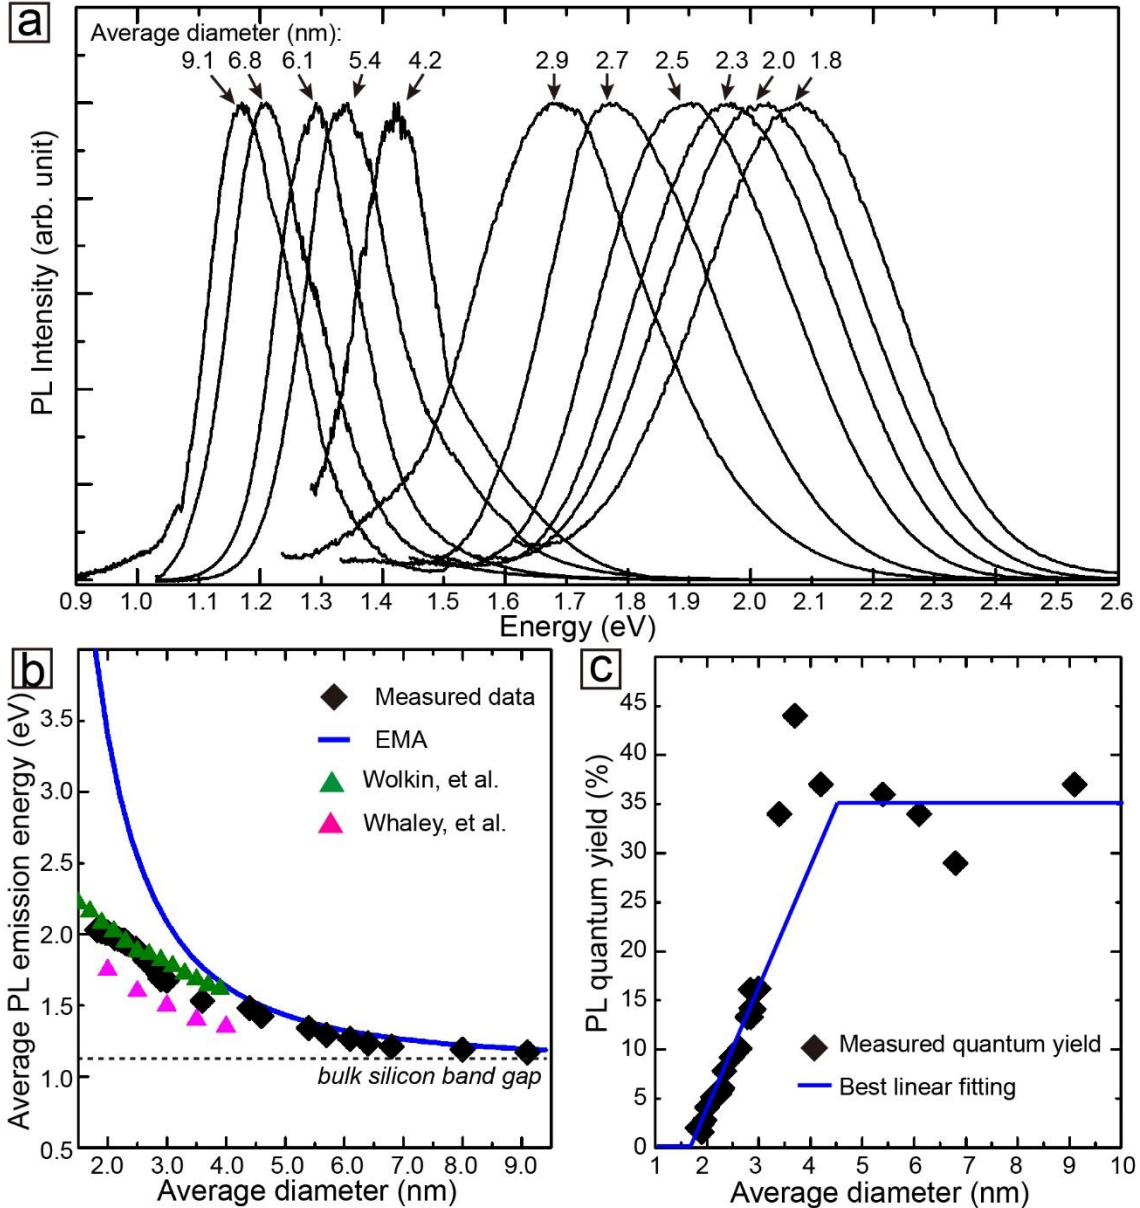 a
Average diameter (nm):
9.1 6.8 6.1 5.4 4.2 2.9 2.7 2.5 2.3 2.0 1.8
PL Intensity (arb. unit)
0.9 1.0 1.1 1.2 1.3 1.4 1.5 1.6 1.7 1.8 1.9 2.0 2.1 2.2 2.3 2.4 2.5 2.6
Energy (eV)
b
Average PL emission energy (eV)
3.5
3.0
2.5
2.0
1.5
1.0
0.5
Measured data
EMA
Wolkin, et al.
Whaley, et al.
bulk silicon band gap
2.0 3.0 4.0 5.0 6.0 7.0 8.0 9.0
Average diameter (nm)
c
PL quantum yield (%)
45
40
35
30
25
20
15
10
5
0
Measured quantum yield
Best linear fitting
1 2 3 4 5 6 7 8 9 10
Average diameter (nm)